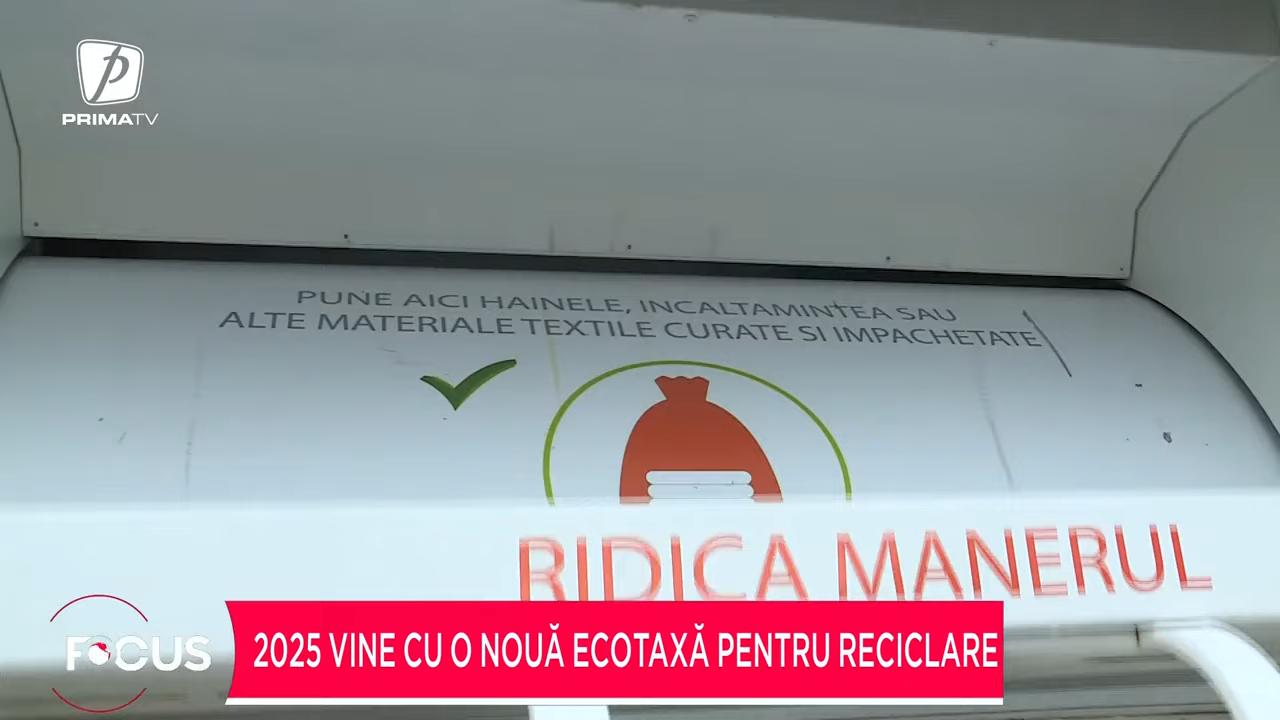 PRIMATV
PUNE AICI HAINELE, INCALTAMINTEA SAU
ALTE MATERIALE TEXTILE CURATE SI IMPACHETATE
RIDICA MANERUL
FOCUS
2025 VINE CU O NOUĂ ECOTAXĂ PENTRU RECICLARE